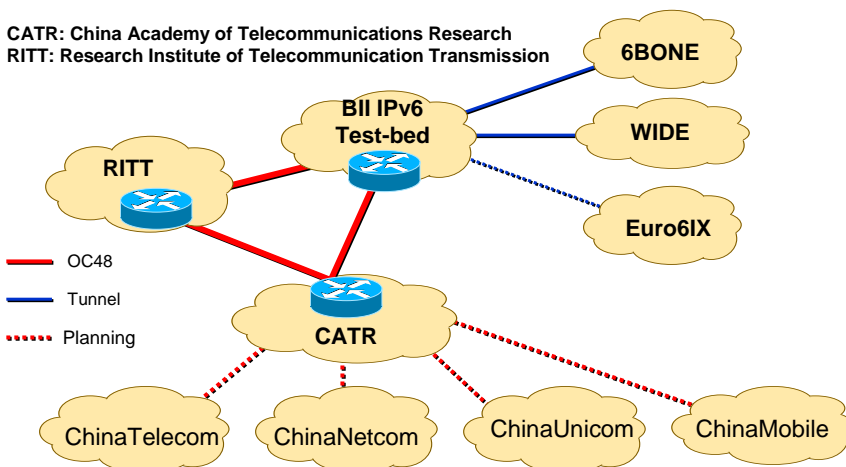 CATR: China Academy of Telecommunications Research
RITT: Research Institute of Telecommunication Transmission
6BONE
BII IPv6
Test-bed
WIDE
RITT
Euro6IX
OC48
Tunnel
Planning
CATR
ChinaTelecom
ChinaNetcom
ChinaUnicom
ChinaMobile